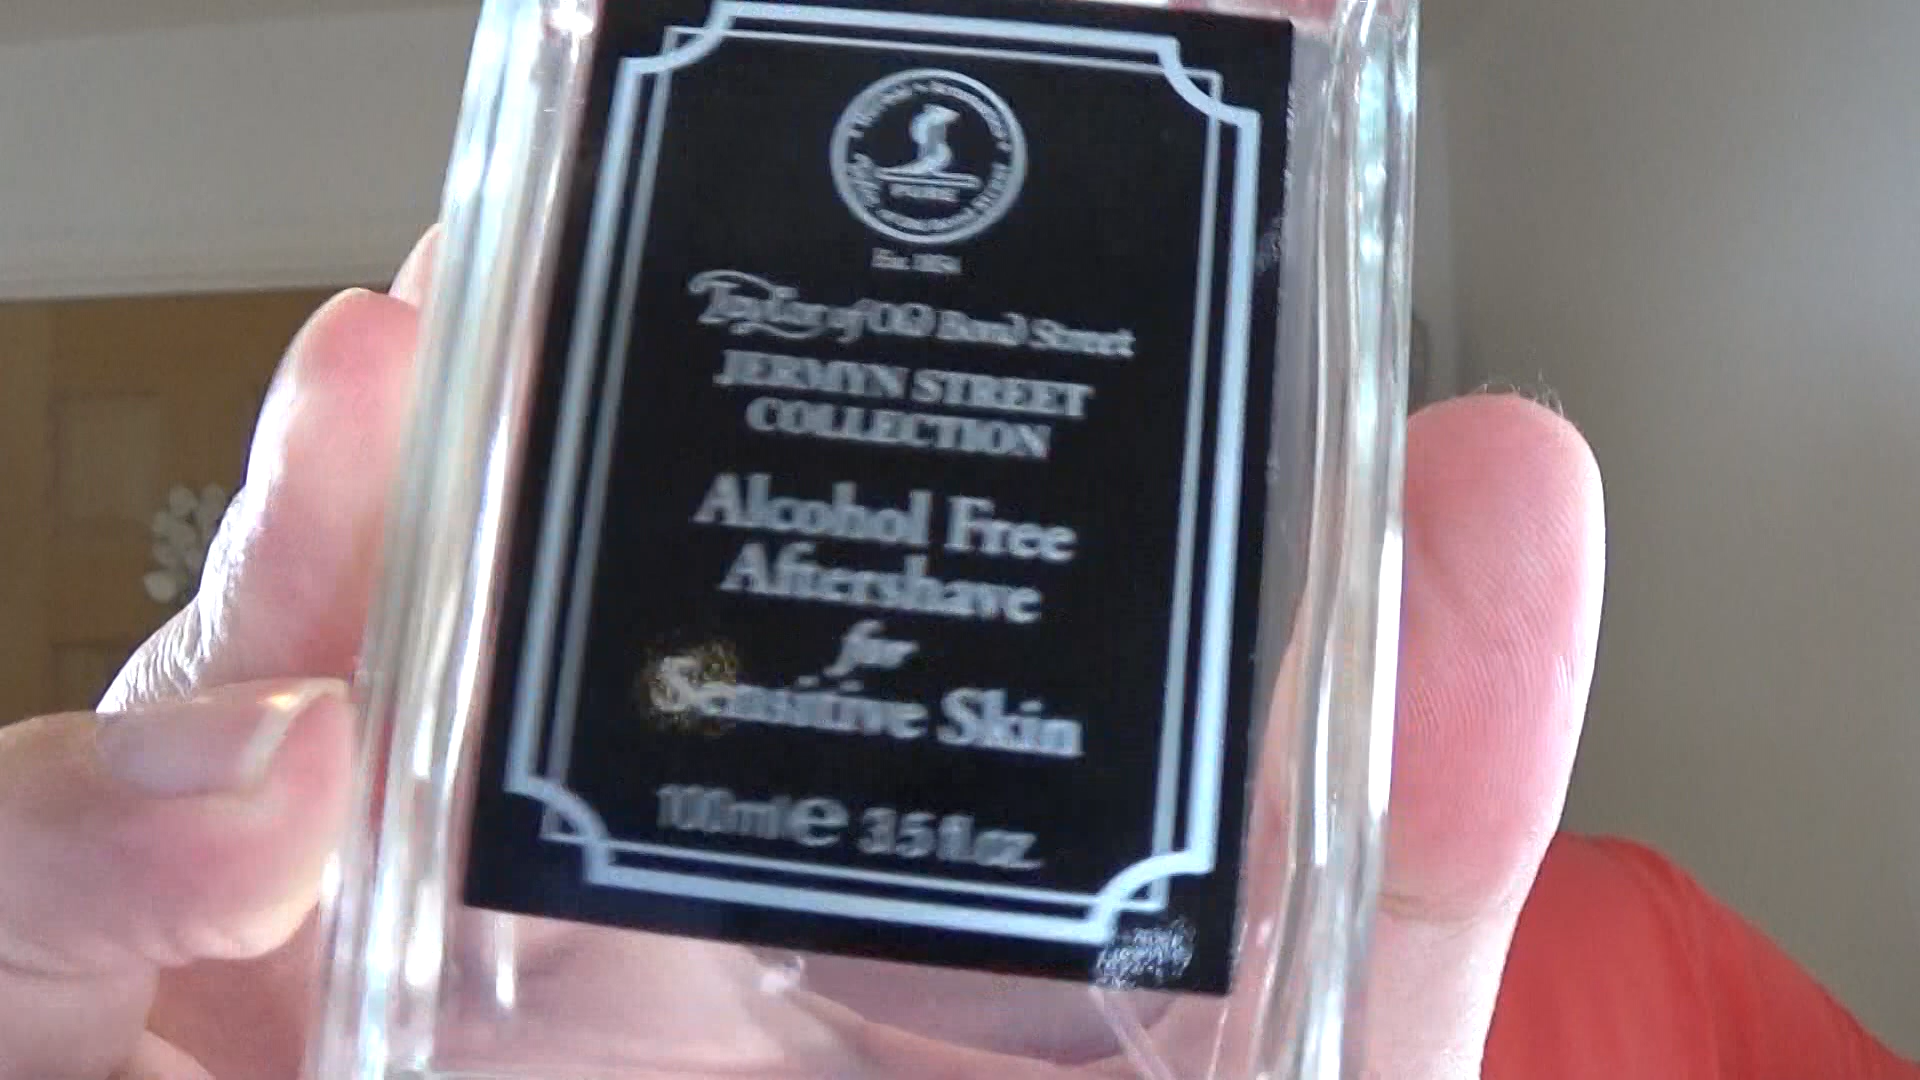 PURE
Est. 1854
Taylor of Old Bond Street
JERMYN STREET
COLLECTION
Alcohol Free
Aftershave
for
Sensitive Skin
100ml e 3.5 fl.oz